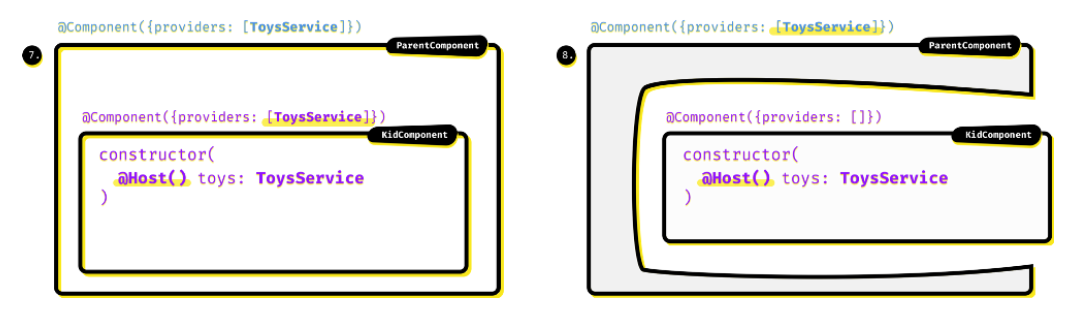 @Component({providers: [ToysService]})
7.
ParentComponent
@Component({providers: [ToysService]})
KidComponent
constructor(
@Host() toys: ToysService
)
@Component({providers: [ToysService]})
8.
ParentComponent
@Component({providers: []})
KidComponent
constructor(
@Host() toys: ToysService
)